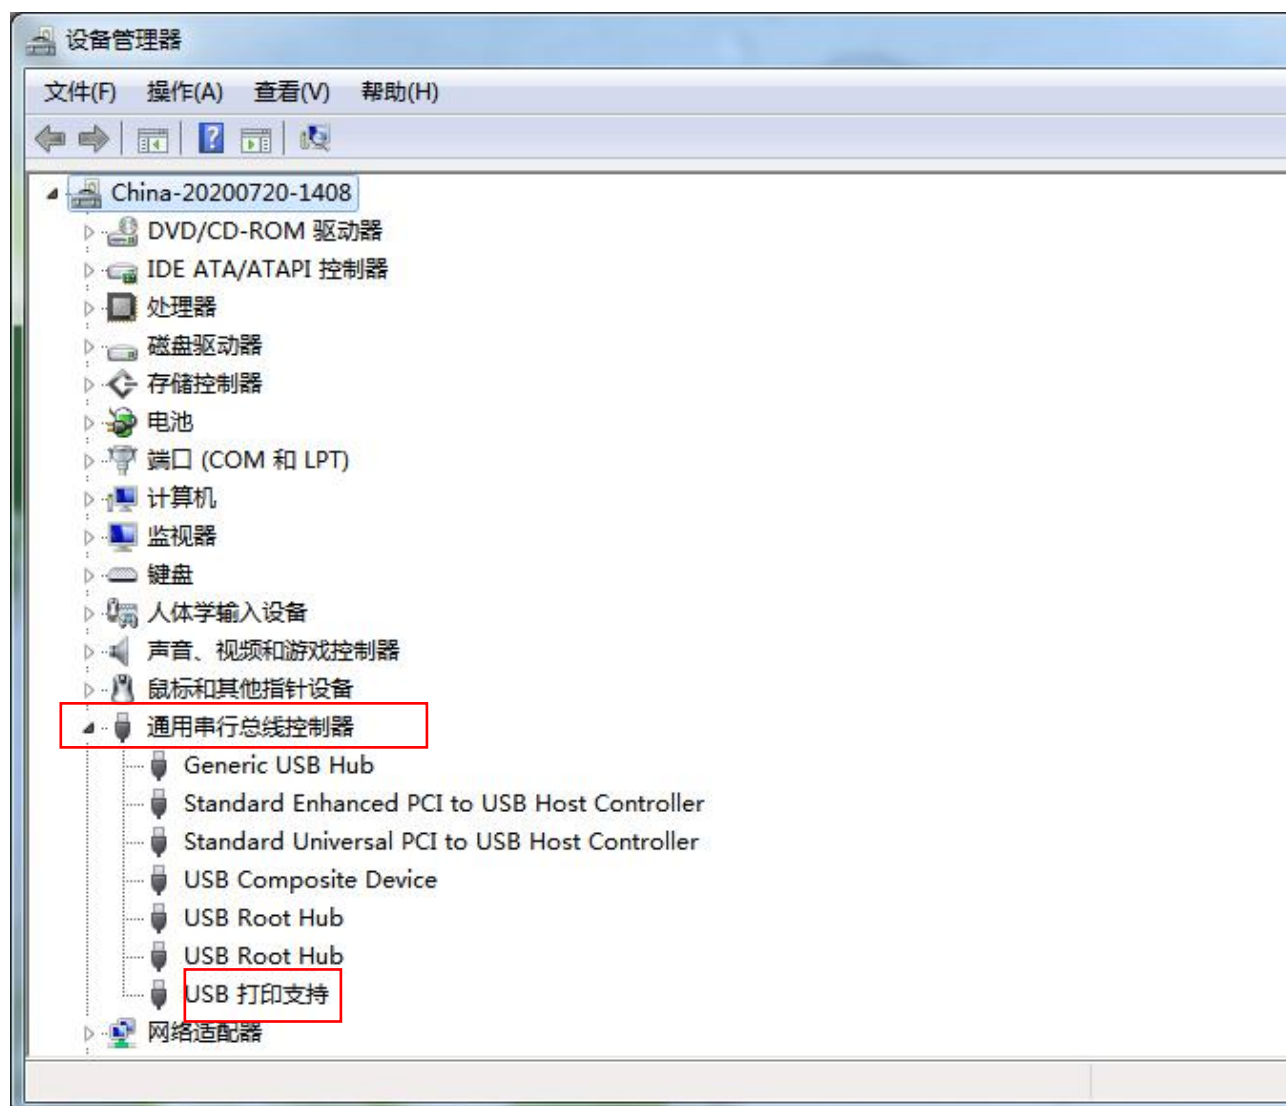 设备管理器
文件(F) 操作(A) 查看(V) 帮助(H)
China-20200720-1408
DVD/CD-ROM 驱动器
IDE ATA/ATAPI 控制器
处理器
磁盘驱动器
存储控制器
电池
端口 (COM 和 LPT)
计算机
监视器
键盘
人体学输入设备
声音、视频和游戏控制器
鼠标和其他指针设备
通用串行总线控制器
Generic USB Hub
Standard Enhanced PCI to USB Host Controller
Standard Universal PCI to USB Host Controller
USB Composite Device
USB Root Hub
USB Root Hub
USB 打印支持
网络适配器